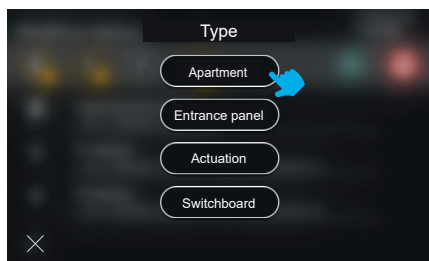 Type
Apartment
Entrance panel
Actuation
Switchboard